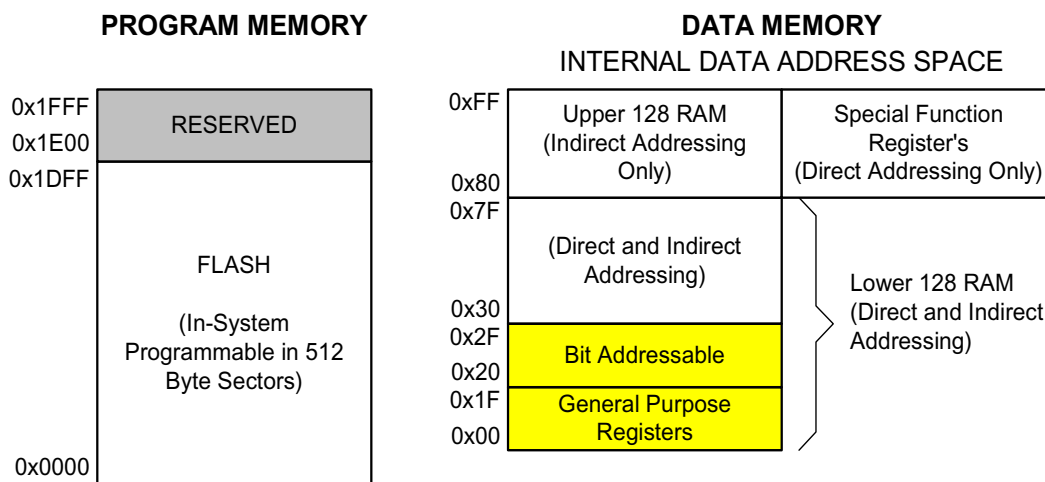 PROGRAM MEMORY
0x1FFF
0x1E00
RESERVED
0x1DFF
FLASH
(In-System
Programmable in 512
Byte Sectors)
0x0000
DATA MEMORY
INTERNAL DATA ADDRESS SPACE
0xFF
Upper 128 RAM
(Indirect Addressing
Only)
0x80
Special Function
Register's
(Direct Addressing Only)
0x7F
(Direct and Indirect
Addressing)
0x30
0x2F
Bit Addressable
0x20
0x1F
General Purpose
Registers
0x00
Lower 128 RAM
(Direct and Indirect
Addressing)